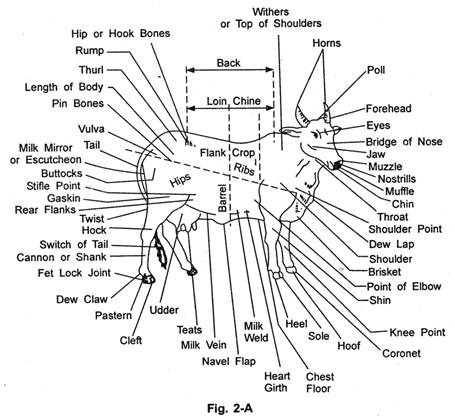 Withers
or Top of Shoulders
Hip or Hook Bones
Horns
Rump
Back
Poll
Thurl
Forehead
Length of Body
Loin Chine
Eyes
Pin Bones
Bridge of Nose
Vulva
Jaw
Tail
Flank
Crop
Muzzle
Milk Mirror
or Escutcheon
Ribs
Nostrills
Buttocks
Hips
Muffle
Stifle Point
Chin
Gaskin
Barrel
Throat
Rear Flanks
Shoulder Point
Twist
Dew Lap
Hock
Shoulder
Switch of Tail
Brisket
Cannon or Shank
Point of Elbow
Fet Lock Joint
Shin
Dew Claw
Udder
Knee Point
Pastern
Teats
Milk Vein
Milk
Weld
Heel
Sole
Hoof
Coronet
Cleft
Navel Flap
Heart
Girth
Chest
Floor
Fig. 2-A